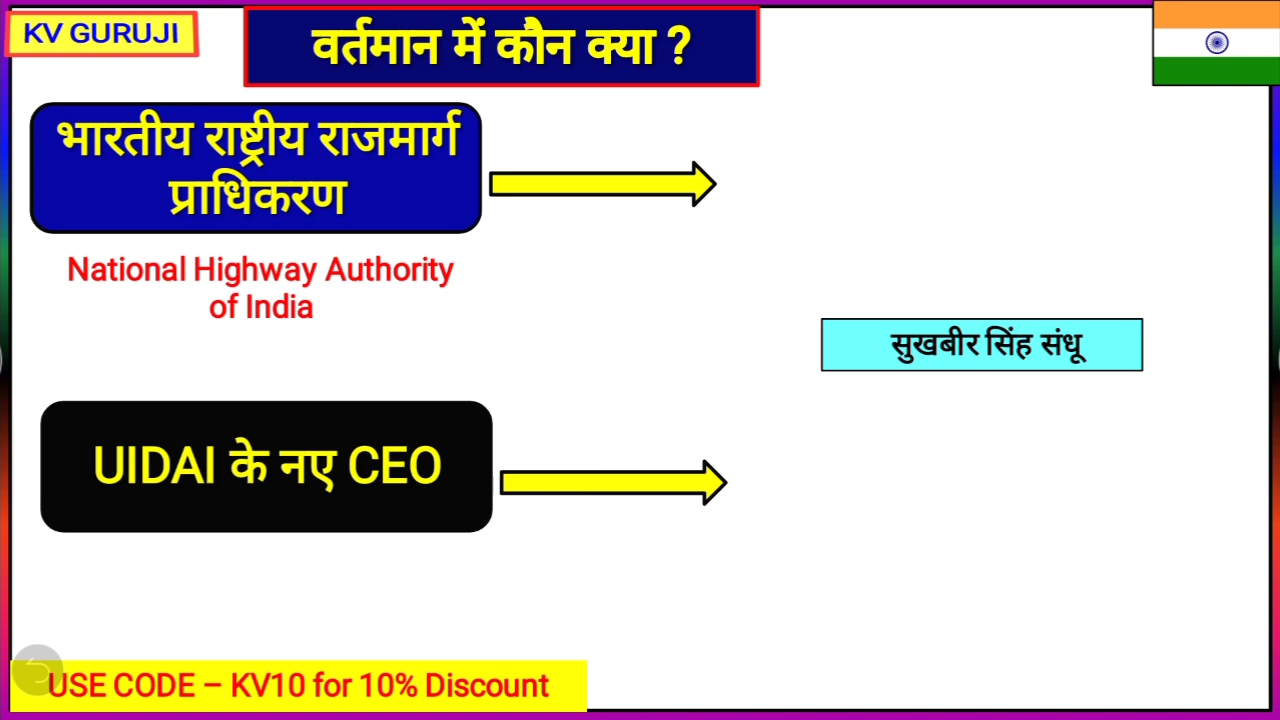 KV GURUJI
वर्तमान में कौन क्या ?
भारतीय राष्ट्रीय राजमार्ग
प्राधिकरण
National Highway Authority
of India
सुखबीर सिंह संधू
UIDAI के नए CEO
USE CODE – KV10 for 10% Discount